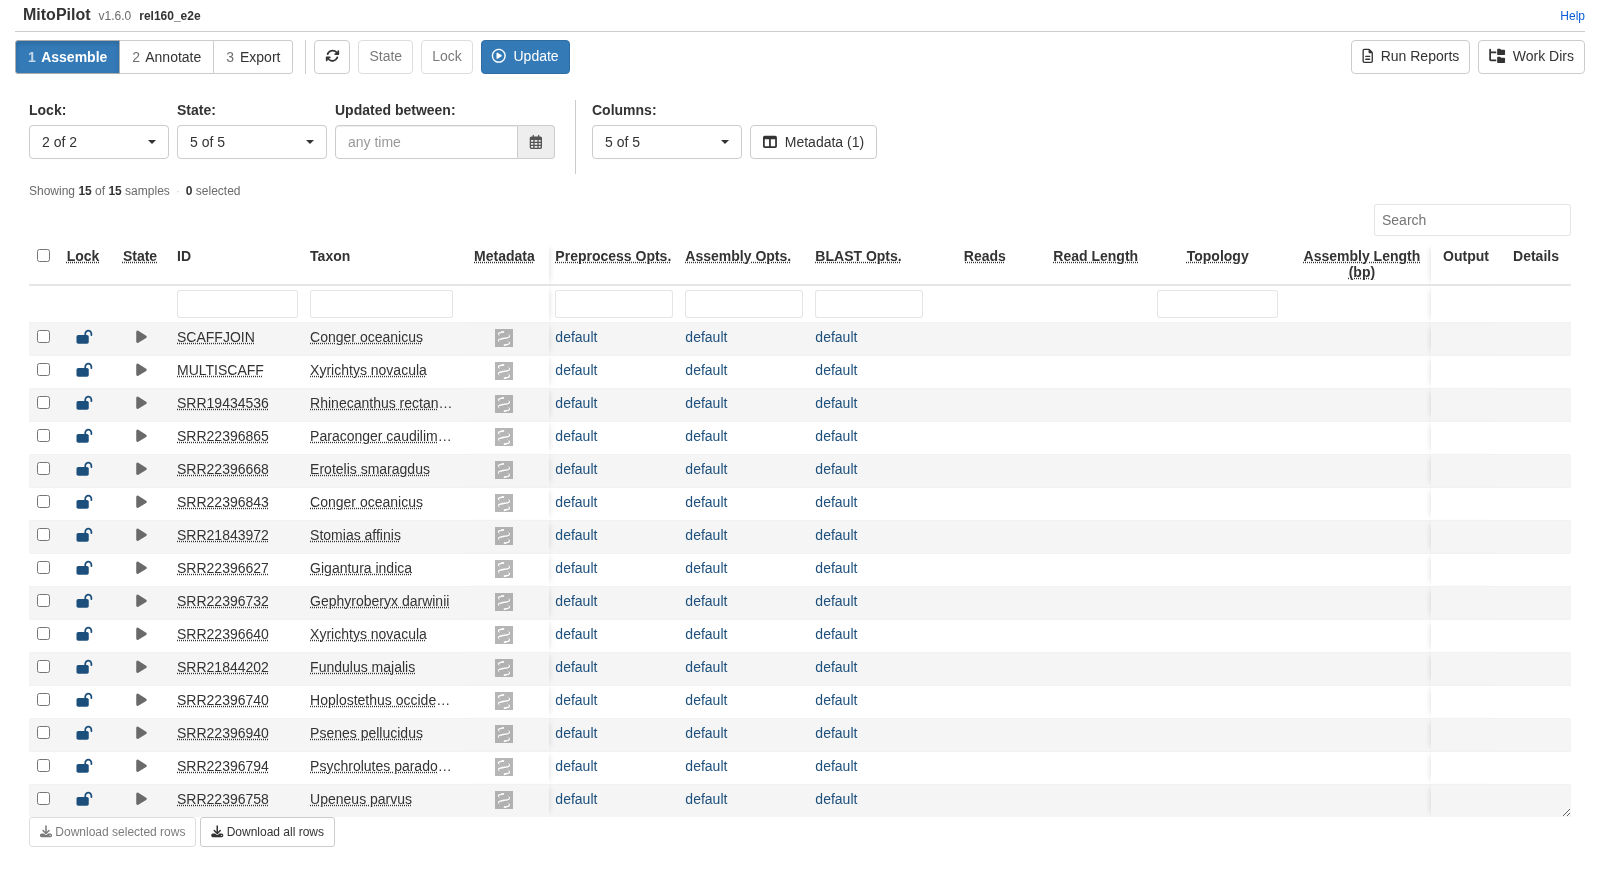 MitoPilot v1.6.0 rel160_e2e Help
1 Assemble 2 Annotate 3 Export State Lock Update Run Reports Work Dirs
Lock: State: Updated between: Columns:
2 of 2 5 of 5 any time 5 of 5 Metadata (1)
Showing 15 of 15 samples · 0 selected
Search
Lock State ID Taxon Metadata Preprocess Opts. Assembly Opts. BLAST Opts. Reads Read Length Topology Assembly Length (bp) Output Details
SCAFFJOIN Conger oceanicus default default default
MULTISCAFF Xyrichtys novacula default default default
SRR19434536 Rhinecanthus rectan… default default default
SRR22396865 Paraconger caudilim… default default default
SRR22396668 Erotelis smaragdus default default default
SRR22396843 Conger oceanicus default default default
SRR21843972 Stomias affinis default default default
SRR22396627 Gigantura indica default default default
SRR22396732 Gephyroberyx darwinii default default default
SRR22396640 Xyrichtys novacula default default default
SRR21844202 Fundulus majalis default default default
SRR22396740 Hoplostethus occide… default default default
SRR22396940 Psenes pellucidus default default default
SRR22396794 Psychrolutes parado… default default default
SRR22396758 Upeneus parvus default default default
Download selected rows Download all rows